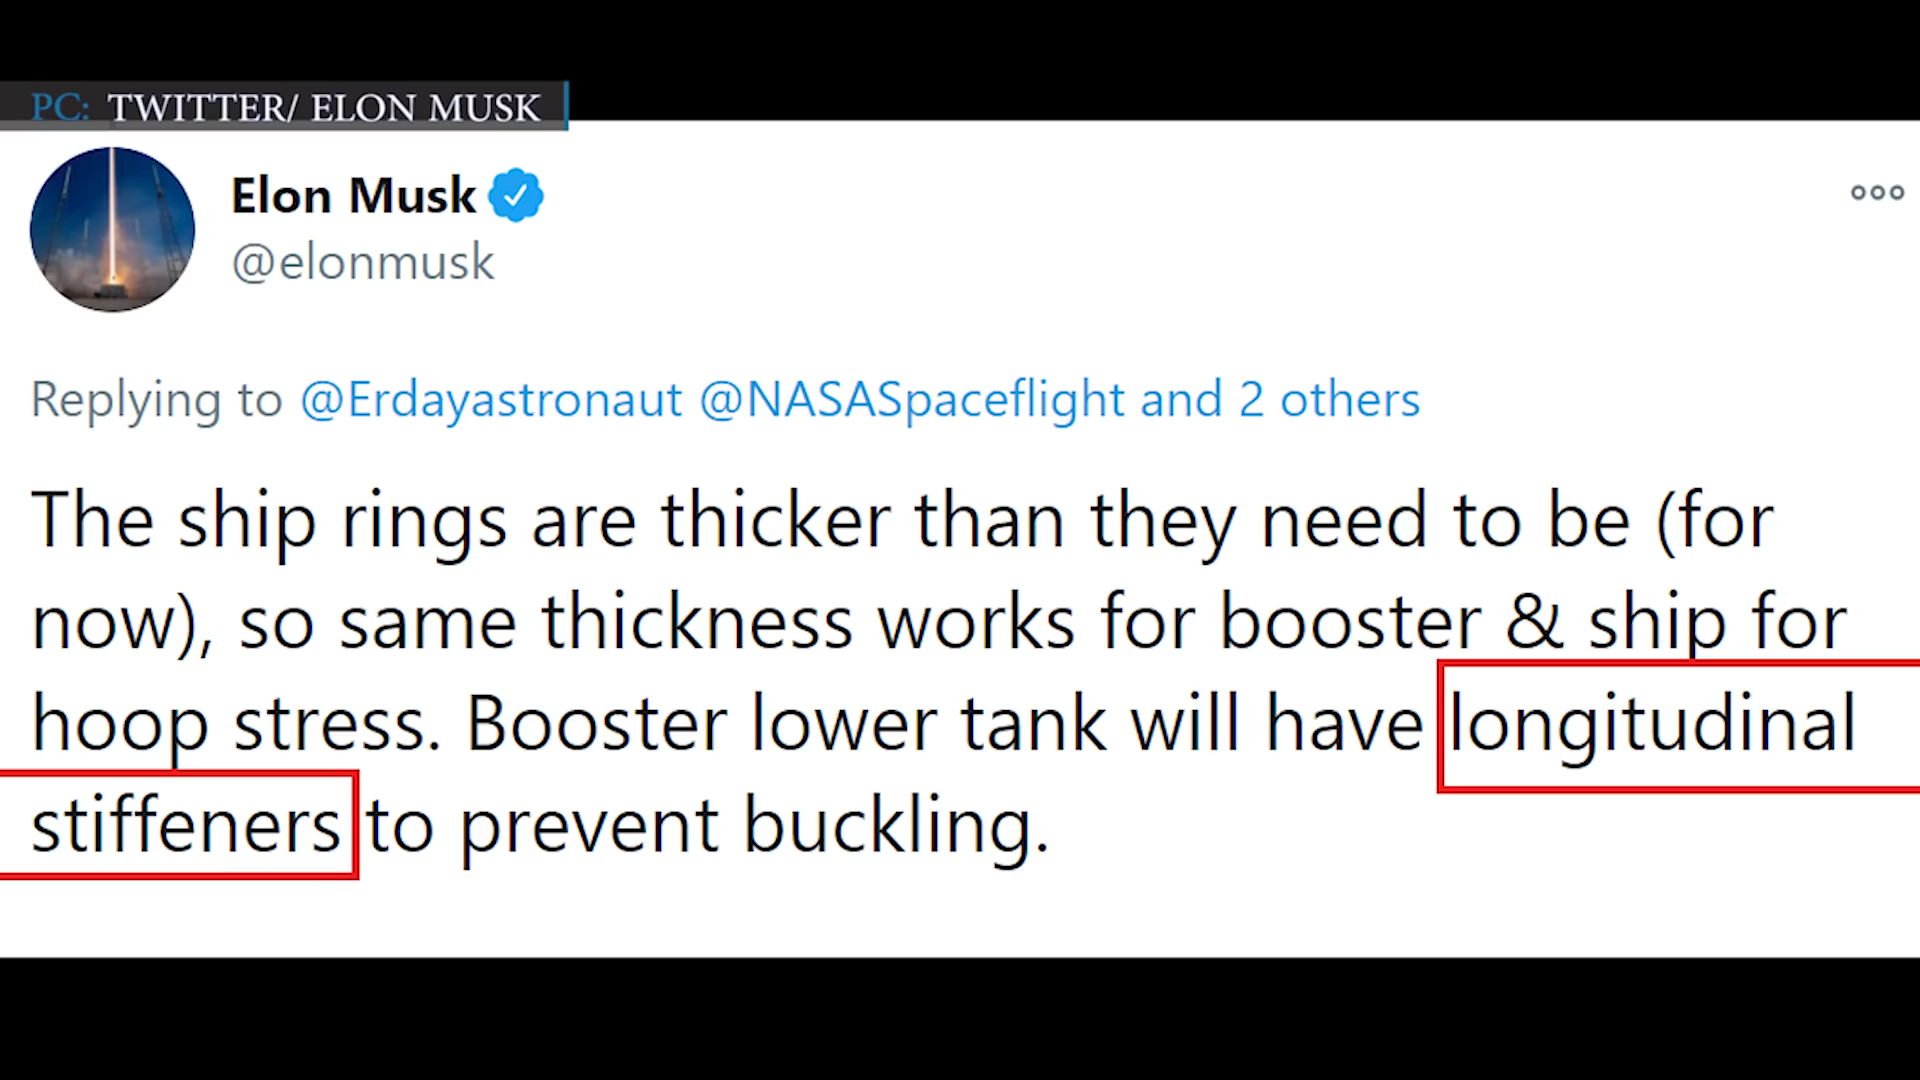 PC: TWITTER/ ELON MUSK
Elon Musk
@elonmusk
Replying to @Erdayastronaut @NASASpaceflight and 2 others
The ship rings are thicker than they need to be (for
now), so same thickness works for booster & ship for
hoop stress. Booster lower tank will have longitudinal
stiffeners to prevent buckling.